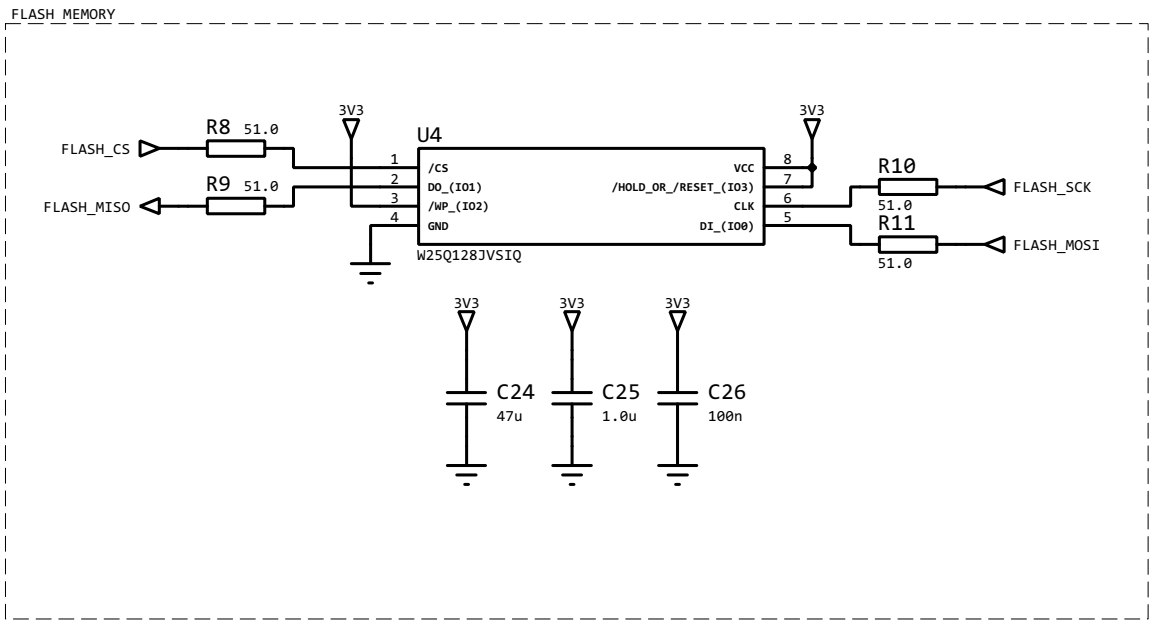 FLASH MEMORY
3V3
3V3
R8 51.0
U4
FLASH_CS
1 /CS
VCC 8
R10
R9 51.0
2 DO_(IO1)
/HOLD_OR_/RESET_(IO3) 7
FLASH_SCK
FLASH_MISO
3 /WP_(IO2)
CLK 6
51.0
4 GND
DI_(IO0) 5
R11
FLASH_MOSI
W25Q128JVSIQ
51.0
3V3
3V3
3V3
C24
C25
C26
47u
1.0u
100n